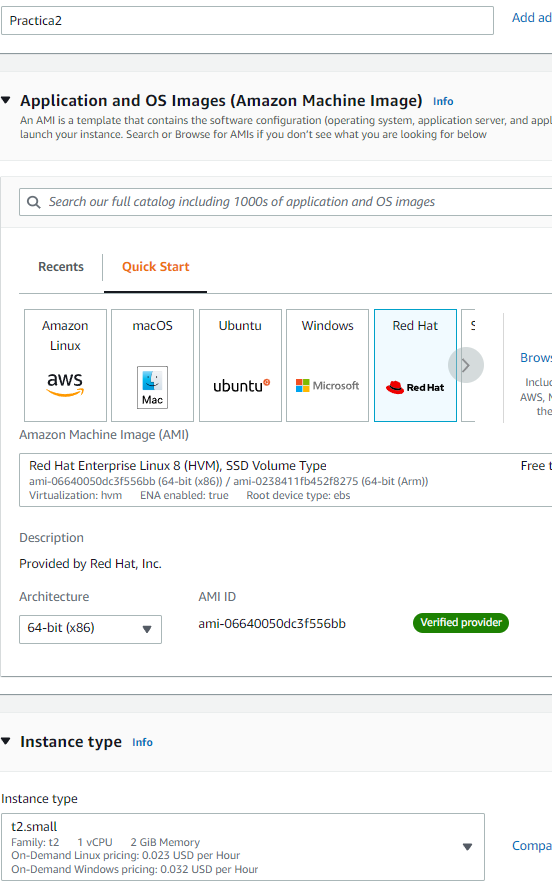 Practica2
Add ad
Application and OS Images (Amazon Machine Image) Info
An AMI is a template that contains the software configuration (operating system, application server, and appl
launch your instance. Search or Browse for AMIs if you don't see what you are looking for below
Search our full catalog including 1000s of application and OS images
Recents
Quick Start
Amazon
Linux
aws
macOS
Mac
Ubuntu
ubuntu
Windows
Microsoft
Red Hat
Red Hat
S
Brows
Includ
AWS, M
the
Amazon Machine Image (AMI)
Red Hat Enterprise Linux 8 (HVM), SSD Volume Type
Free t
ami-06640050dc3f556bb (64-bit (x86)) / ami-0238411fb452f8275 (64-bit (Arm))
Virtualization: hvm ENA enabled: true Root device type: ebs
Description
Provided by Red Hat, Inc.
Architecture
AMI ID
64-bit (x86)
ami-06640050dc3f556bb
Verified provider
Instance type Info
Instance type
t2.small
Family: t2 1 vCPU 2 GiB Memory
On-Demand Linux pricing: 0.023 USD per Hour
On-Demand Windows pricing: 0.032 USD per Hour
Compa